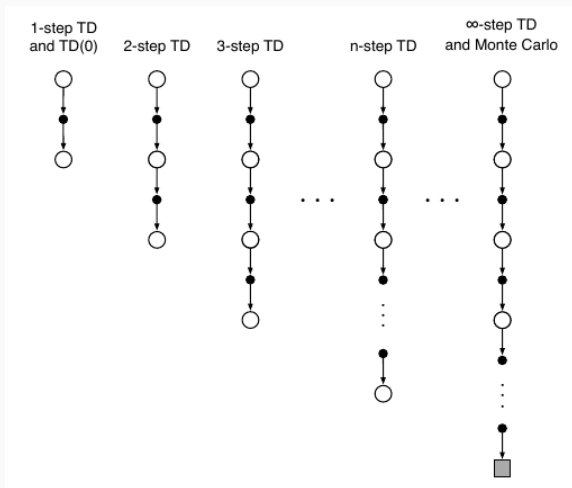 1-step TD
and TD(0)
2-step TD
3-step TD
n-step TD
∞-step TD
and Monte Carlo